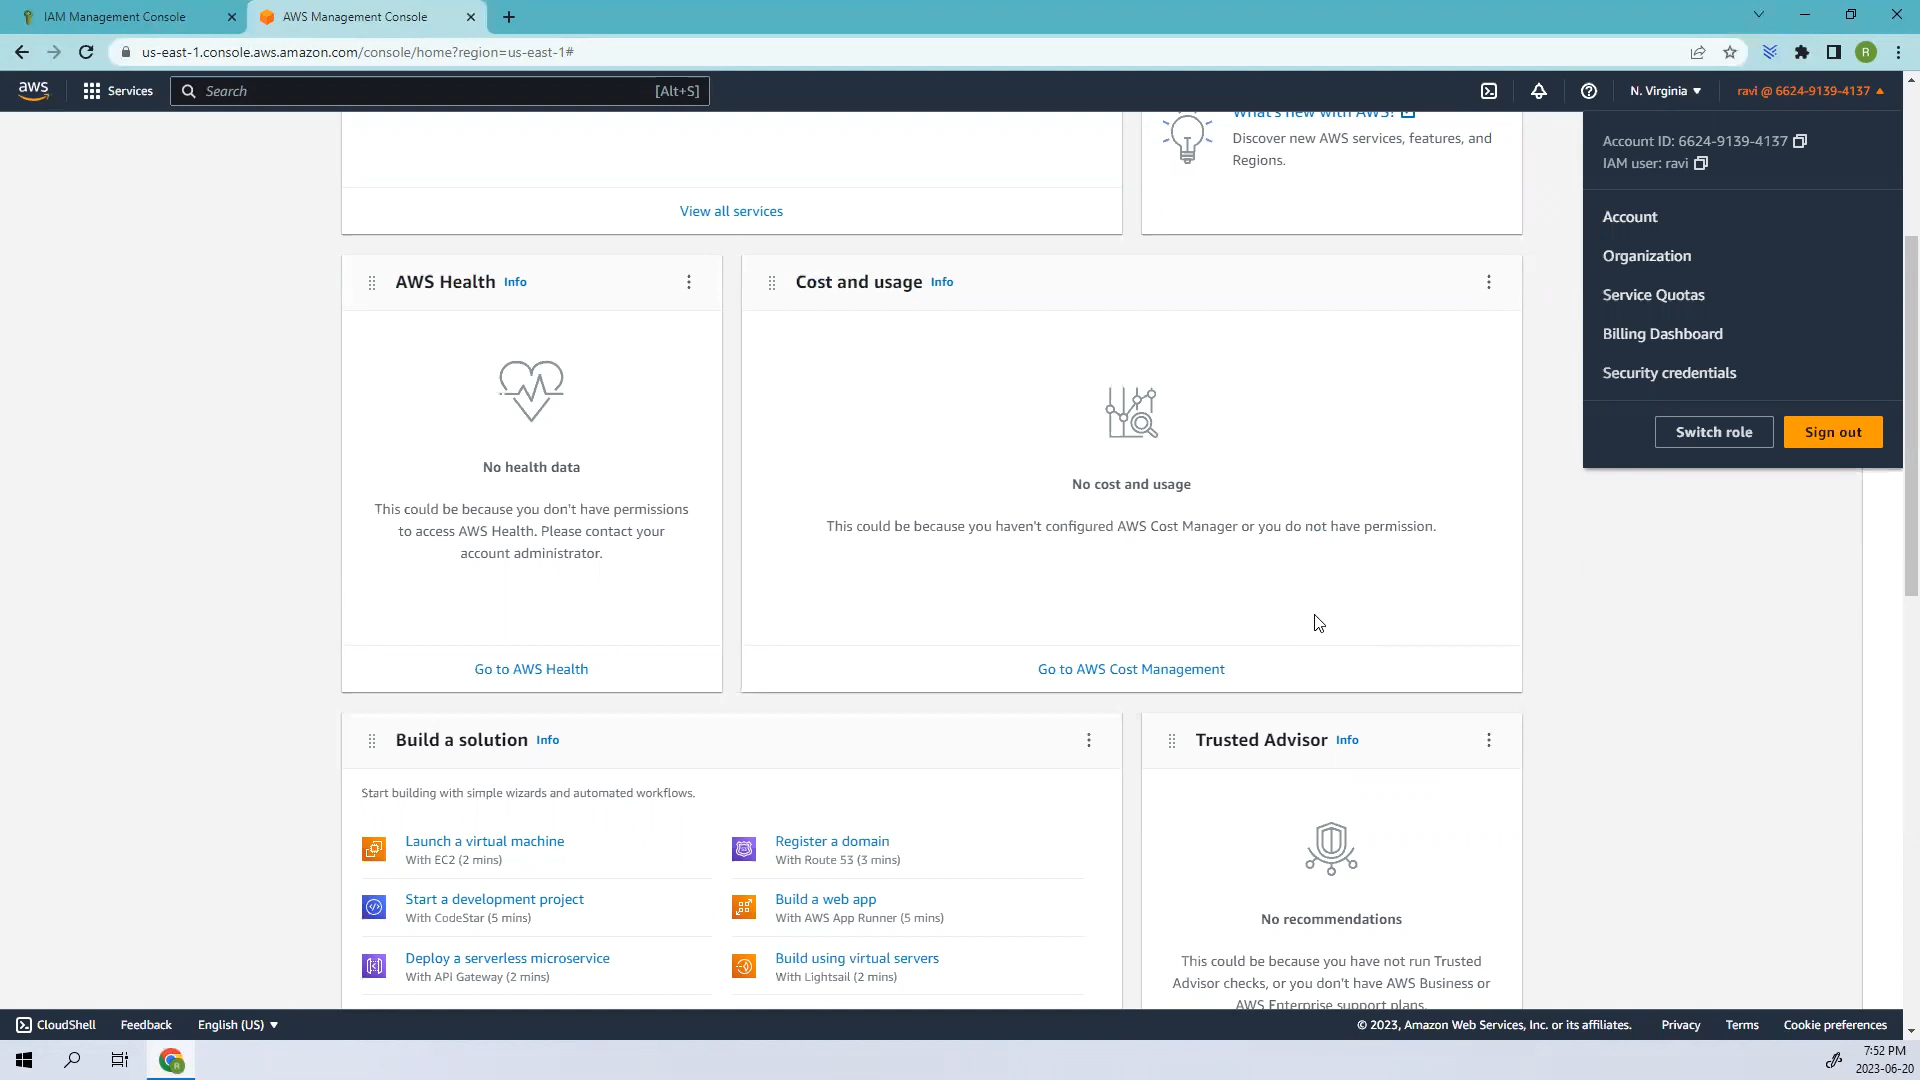 IAM Management Console
AWS Management Console
us-east-1.console.aws.amazon.com/console/home?region=us-east-1#
R
aws
Services
Search
[Alt+S]
N. Virginia
ravi @ 6624-9139-4137
What's new with AWS?
Discover new AWS services, features, and
Regions.
View all services
Account ID: 6624-9139-4137
IAM user: ravi
Account
Organization
Service Quotas
Billing Dashboard
Security credentials
Switch role
Sign out
AWS Health Info
No health data
This could be because you don't have permissions
to access AWS Health. Please contact your
account administrator.
Go to AWS Health
Cost and usage Info
No cost and usage
This could be because you haven't configured AWS Cost Manager or you do not have permission.
Go to AWS Cost Management
Build a solution Info
Start building with simple wizards and automated workflows.
Launch a virtual machine
With EC2 (2 mins)
Register a domain
With Route 53 (3 mins)
Start a development project
With CodeStar (5 mins)
Build a web app
With AWS App Runner (5 mins)
Deploy a serverless microservice
With API Gateway (2 mins)
Build using virtual servers
With Lightsail (2 mins)
Trusted Advisor Info
No recommendations
This could be because you have not run Trusted
Advisor checks, or you don't have AWS Business or
AWS Enterprise support plans.
CloudShell
Feedback
English (US)
© 2023, Amazon Web Services, Inc. or its affiliates.
Privacy
Terms
Cookie preferences
7:52 PM
2023-06-20